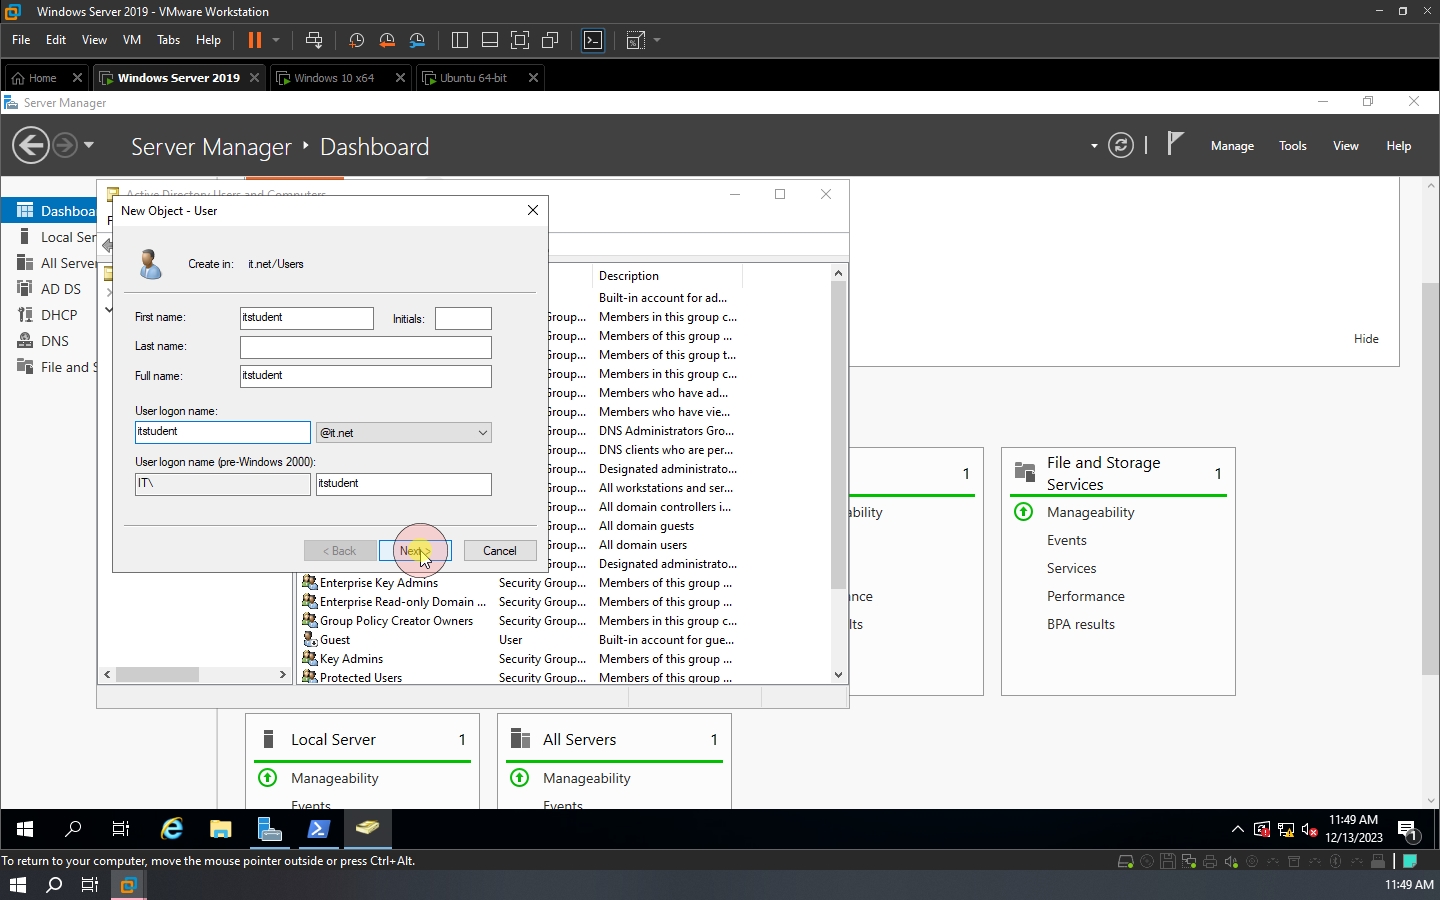 Windows Server 2019 - VMware Workstation
File Edit View VM Tabs Help
Home Windows Server 2019 Windows 10 x64 Ubuntu 64-bit
Server Manager
Server Manager Dashboard Manage Tools View Help
Active Directory Users and Computers
New Object - User
Create in: it.net/Users
First name: itstudent Initials:
Last name:
Full name: itstudent
User logon name:
itstudent @it.net
User logon name (pre-Windows 2000):
IT\ itstudent
< Back Next > Cancel
Dashboa
Local Ser
All Server
AD DS
DHCP
DNS
File and S
Description
Built-in account for ad...
Group... Members in this group c...
Group... Members of this group ...
Group... Members of this group t...
Group... Members in this group c...
Group... Members who have ad...
Group... Members who have vie...
Group... DNS Administrators Gro...
Group... DNS clients who are per...
Group... Designated administrato...
Group... All workstations and ser...
Group... All domain controllers i...
Group... All domain guests
Group... All domain users
Group... Designated administrato...
Enterprise Key Admins Security Group... Members of this group ...
Enterprise Read-only Domain ... Security Group... Members of this group ...
Group Policy Creator Owners Security Group... Members in this group c...
Guest User Built-in account for gue...
Key Admins Security Group... Members of this group ...
Protected Users Security Group... Members of this group ...
Hide
1
ability
nce
lts
File and Storage
Services 1
Manageability
Events
Services
Performance
BPA results
Local Server 1
Manageability
Events
All Servers 1
Manageability
Events
11:49 AM
12/13/2023
1
To return to your computer, move the mouse pointer outside or press Ctrl+Alt.
11:49 AM